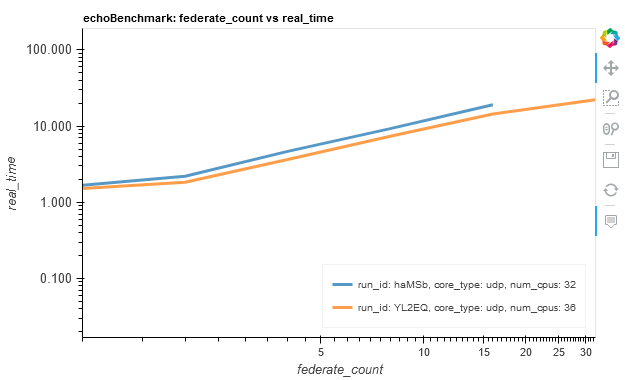 echoBenchmark: federate_count vs real_time
100.000
10.000
1.000
0.100
real_time
run_id: haMSb, core_type: udp, num_cpus: 32
run_id: YL2EQ, core_type: udp, num_cpus: 36
5
10
15
20
25
30
federate_count